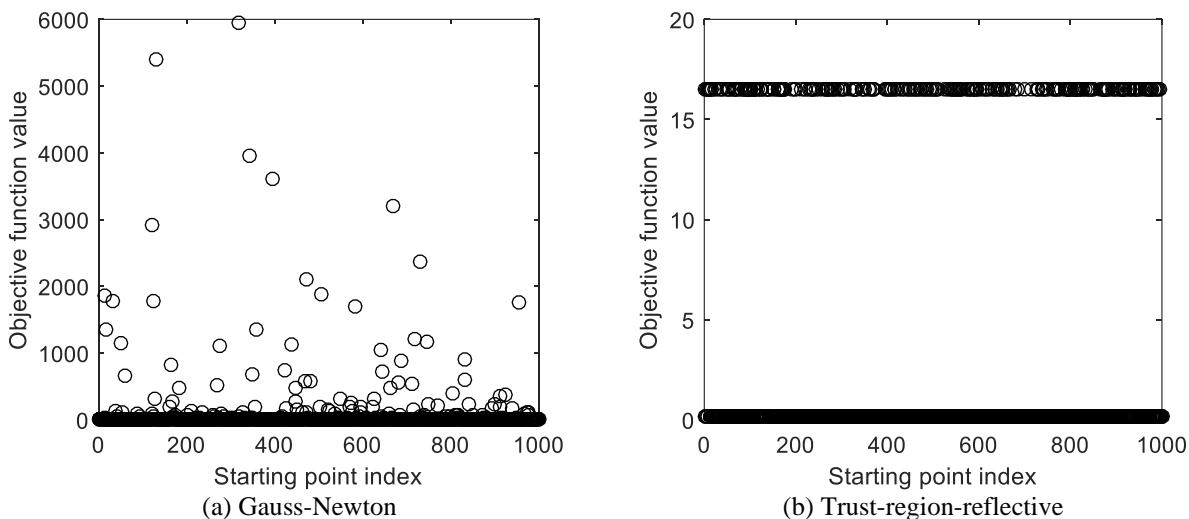 6000
5000
4000
3000
2000
1000
0
Objective function value
0 200 400 600 800 1000
Starting point index
(a) Gauss-Newton
20
15
10
5
0
Objective function value
0 200 400 600 800 1000
Starting point index
(b) Trust-region-reflective